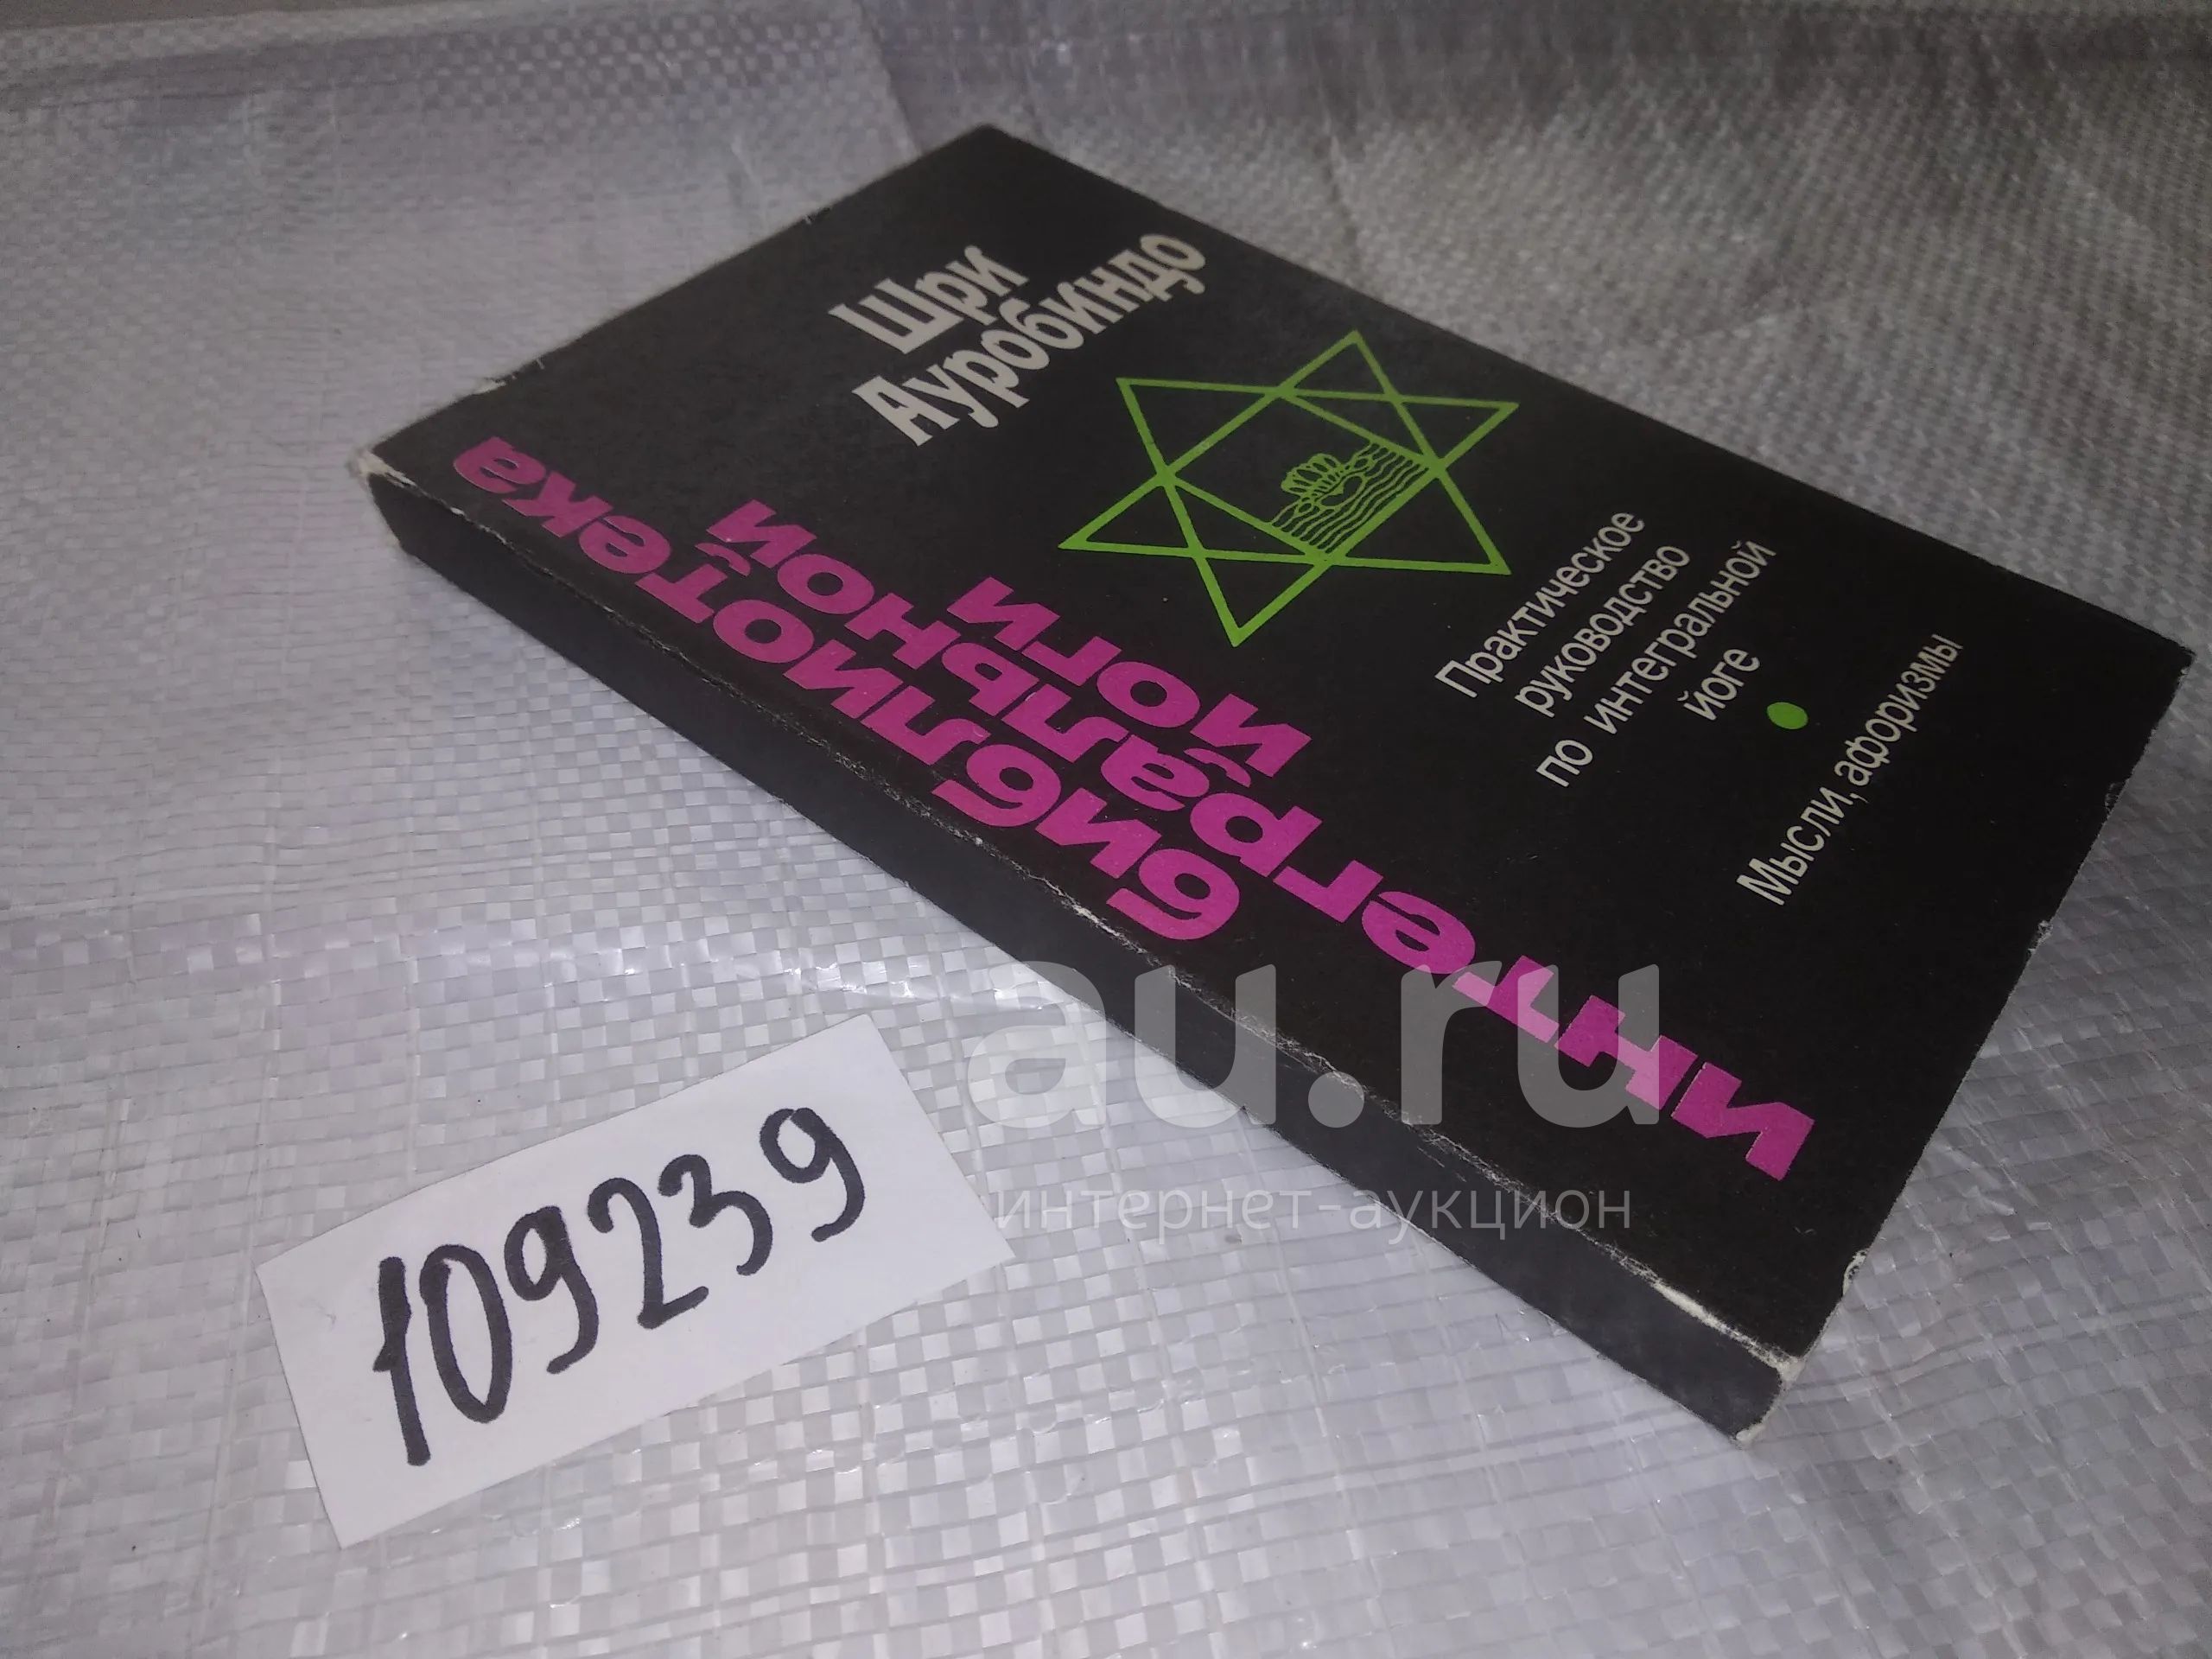 Шри
Ауробиндо
библиотека
интегральной
йоги
Практическое
руководство
по интегральной
йоге
Мысли, афоризмы
au.ru
интернет-аукцион
109239